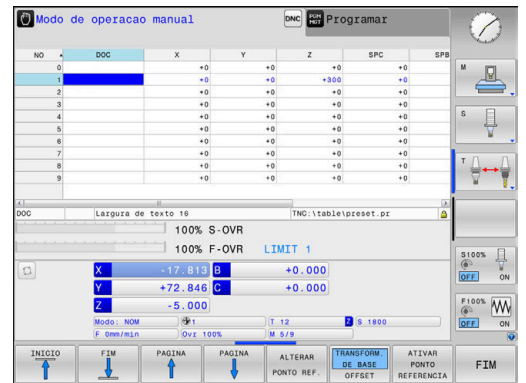 Modo de operacao manual
DNC
PGM MGT
Programar
NO DOC X Y Z SPC SPB
0 +0 +0 +0 +0
1 +0 +0 +300 +0
2 +0 +0 +0 +0
3 +0 +0 +0 +0
4 +0 +0 +0 +0
5 +0 +0 +0 +0
6 +0 +0 +0 +0
7 +0 +0 +0 +0
8 +0 +0 +0 +0
9 +0 +0 +0 +0
DOC Largura de texto 16 TNC:\table\preset.pr
100% S-OVR
100% F-OVR LIMIT 1
X -17.813 B +0.000
Y +72.846 C +0.000
Z -5.000
Modo: NOM 1 T 12 Z S 1800
F 0mm/min Ovr 100% M 5/9
M
S
T
S100%
OFF ON
F100%
OFF ON
INICIO
FIM
PAGINA
PAGINA
ALTERAR
PONTO REF.
TRANSFORM.
DE BASE
OFFSET
ATIVAR
PONTO
REFERENCIA
FIM